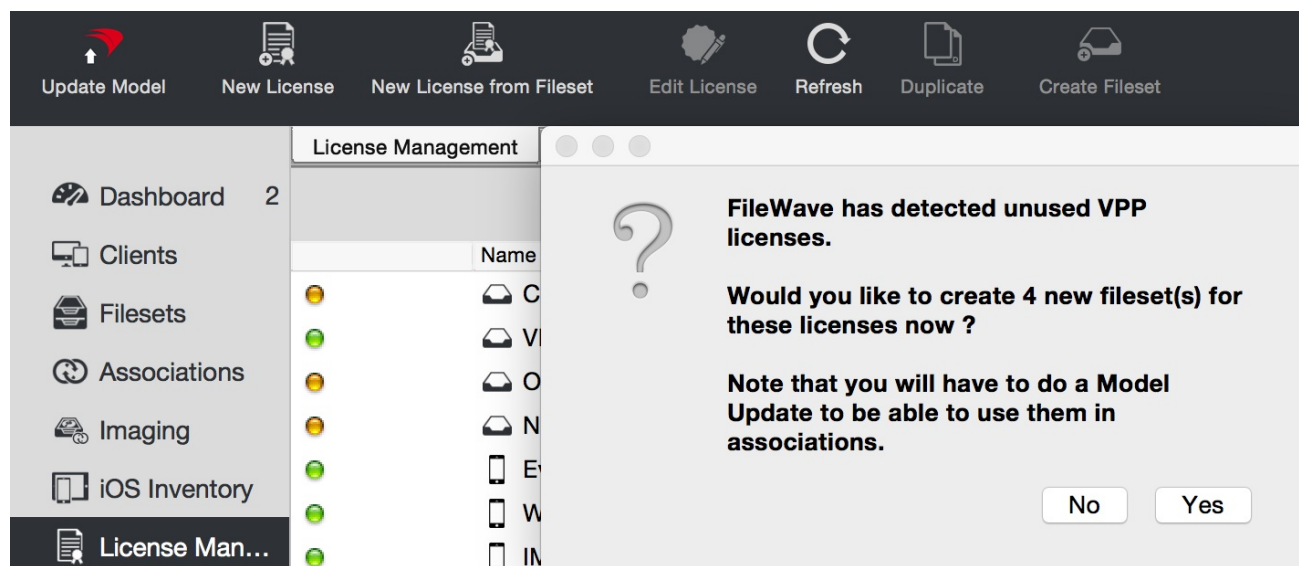 Update Model
New License
New License from Fileset
Edit License
Refresh
Duplicate
Create Fileset
License Management
Dashboard 2
Clients
Filesets
Associations
Imaging
iOS Inventory
License Man...
Name
C
VI
O
N
E
W
IM
?
FileWave has detected unused VPP
licenses.
Would you like to create 4 new fileset(s) for
these licenses now ?
Note that you will have to do a Model
Update to be able to use them in
associations.
No
Yes